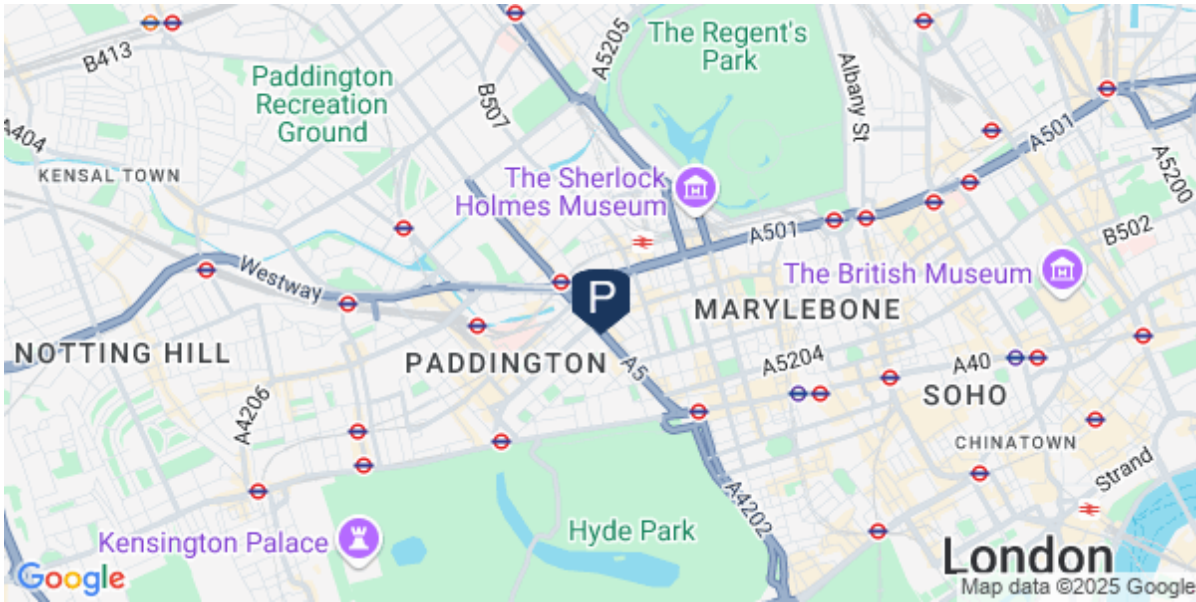 B413
A5205
The Regent's
Park
Albany St
Paddington
Recreation
Ground
B507
A404
A501
A5200
KENSAL TOWN
The Sherlock
Holmes Museum
A501
B502
Westway
The British Museum
MARYLEBONE
P
NOTTING HILL
PADDINGTON
A5
A5204
A40
SOHO
A4206
CHINATOWN
Strand
A4202
Kensington Palace
Hyde Park
London
Google
Map data ©2025 Google